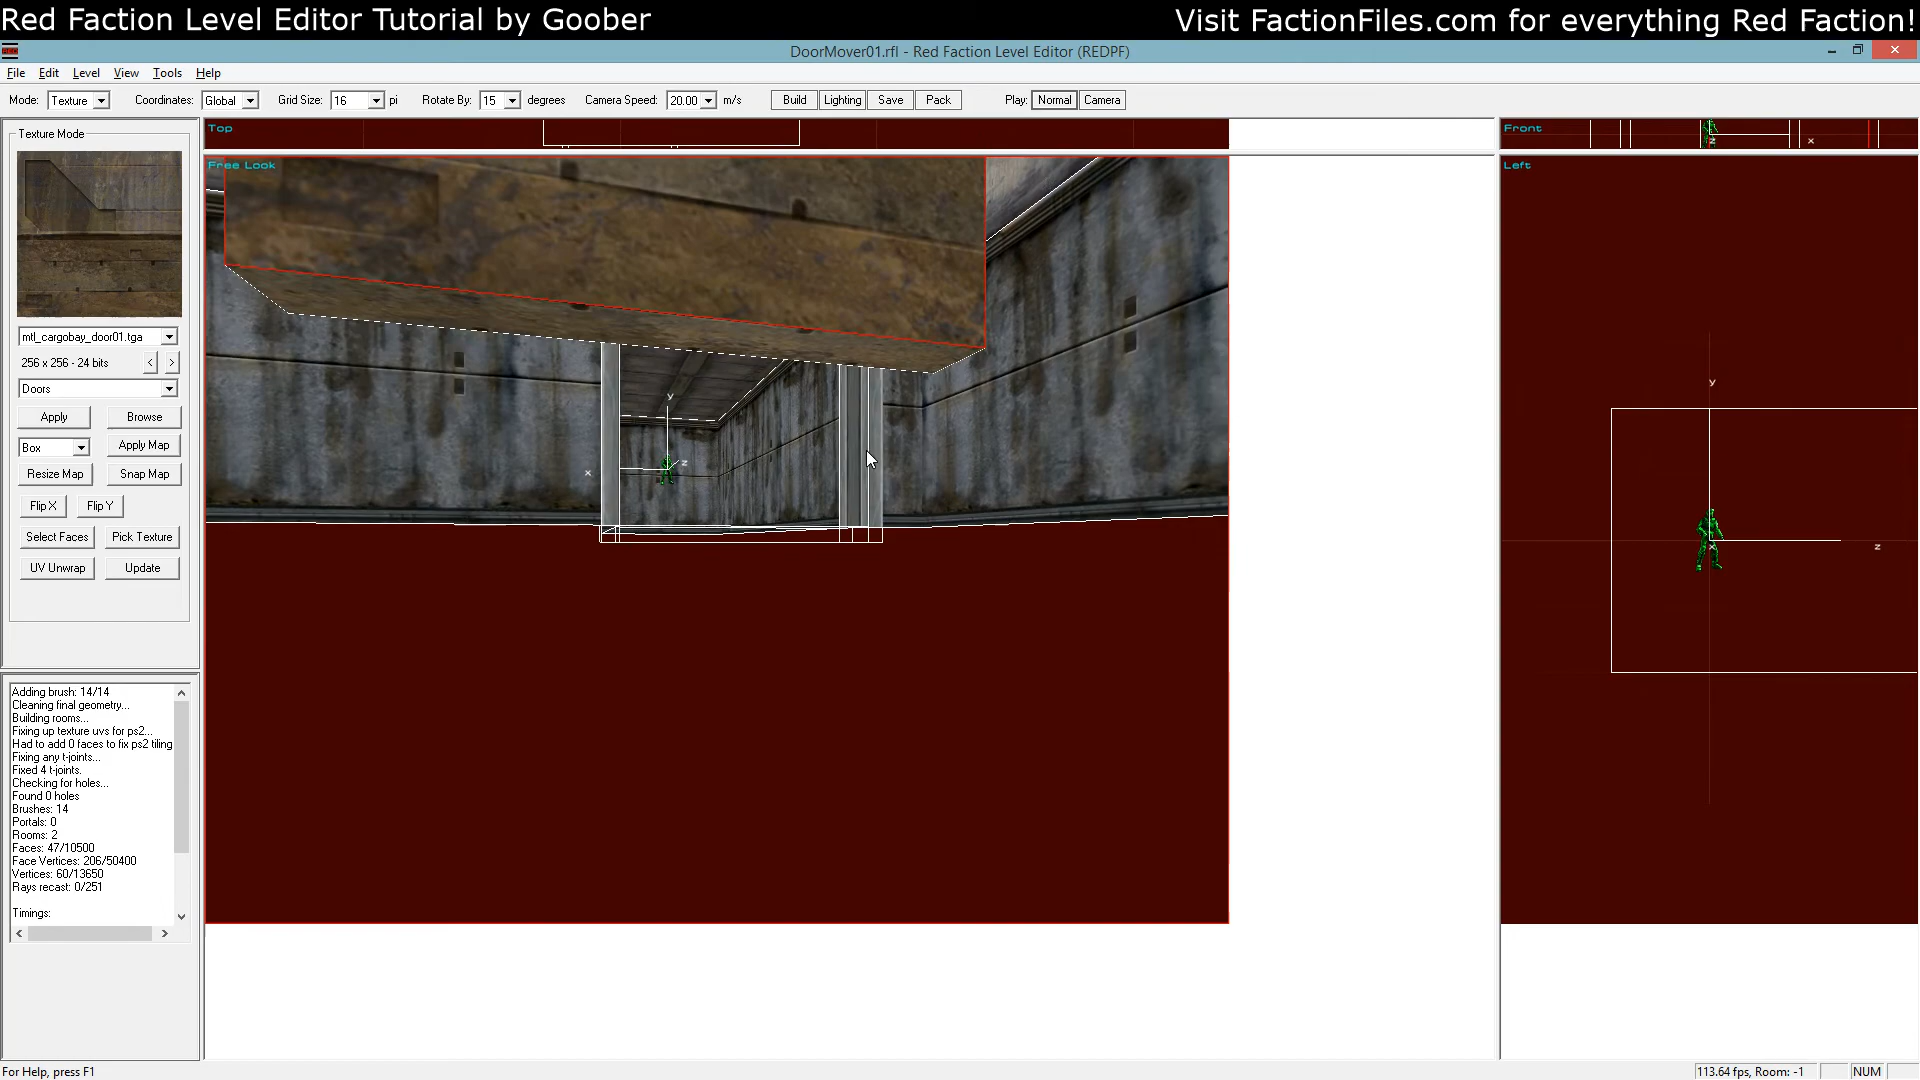 Red Faction Level Editor Tutorial by Goober
Visit FactionFiles.com for everything Red Faction!
DoorMover01.rfl - Red Faction Level Editor (REDPF)
File Edit Level View Tools Help
Mode: Texture Coordinates: Global Grid Size: 16 pi Rotate By: 15 degrees Camera Speed: 20.00 m/s Build Lighting Save Pack Play: Normal Camera
Texture Mode
mtl_cargobay_door01.tga
256 x 256 - 24 bits < >
Doors
Apply Browse
Box Apply Map
Resize Map Snap Map
Flip X Flip Y
Select Faces Pick Texture
UV Unwrap Update
Adding brush: 14/14
Cleaning final geometry...
Building rooms...
Fixing up texture uvs for ps2...
Had to add 0 faces to fix ps2 tiling
Fixing any t-joints...
Fixed 4 t-joints.
Checking for holes...
Found 0 holes
Brushes: 14
Portals: 0
Rooms: 2
Faces: 47/10500
Face Vertices: 206/50400
Vertices: 60/13650
Rays recast: 0/251
Timings:
Top
Free Look
y
x
z
Front
z
x
Left
y
x
z
For Help, press F1
113.64 fps, Room: -1
NUM